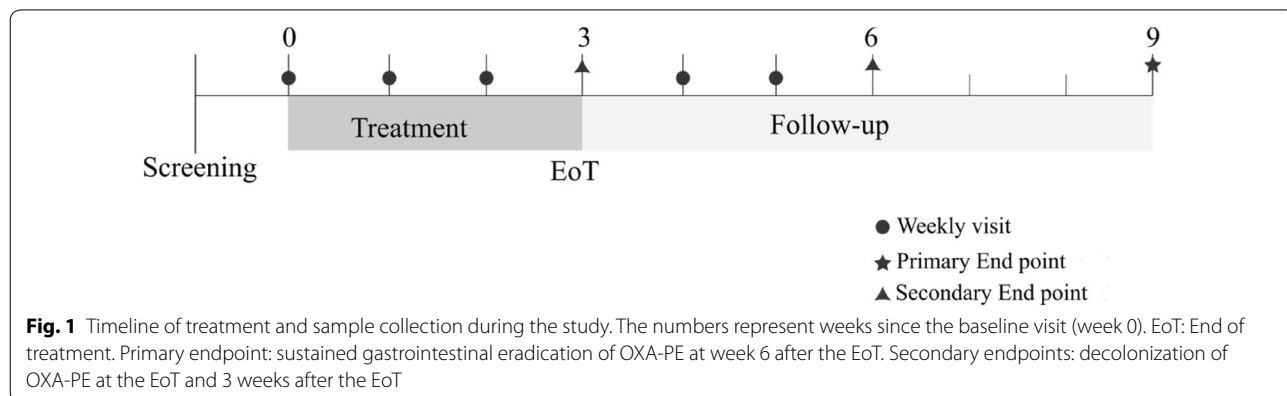 0 3 6 9
Treatment Follow-up
Screening EoT
Weekly visit
Primary End point
Secondary End point
Fig. 1 Timeline of treatment and sample collection during the study. The numbers represent weeks since the baseline visit (week 0). EoT: End of
treatment. Primary endpoint: sustained gastrointestinal eradication of OXA-PE at week 6 after the EoT. Secondary endpoints: decolonization of
OXA-PE at the EoT and 3 weeks after the EoT